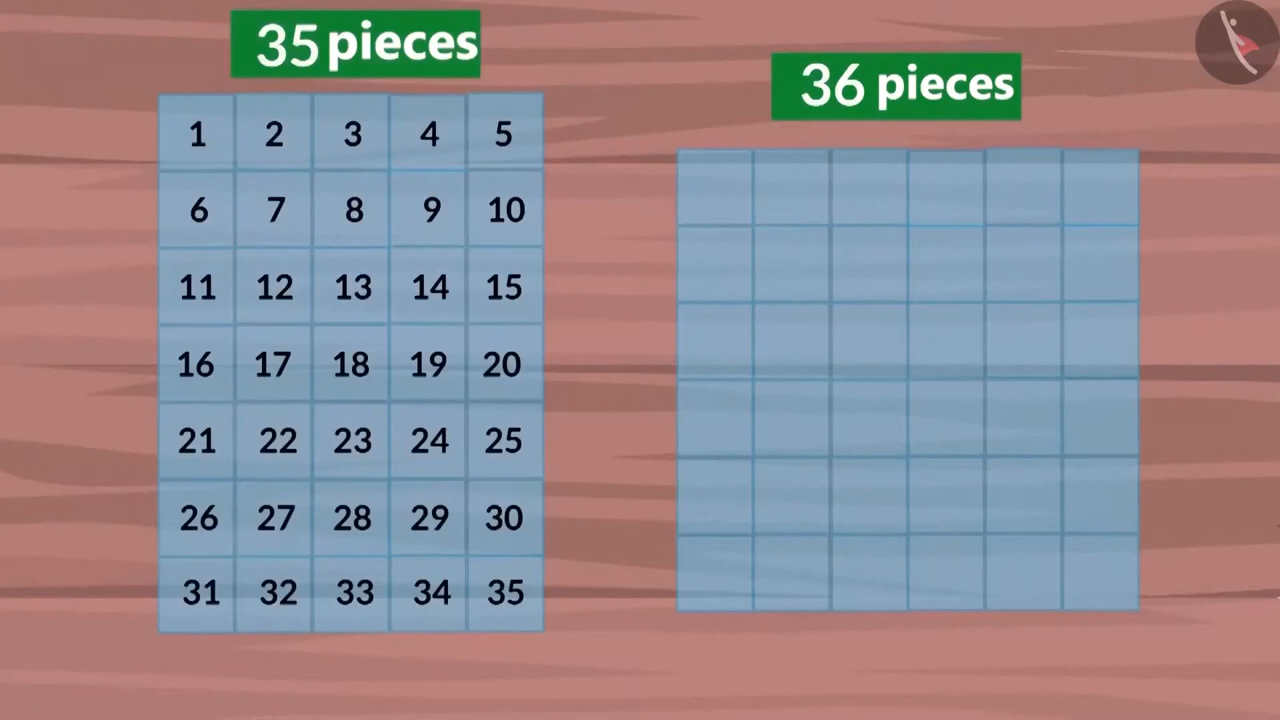 35 pieces
1 2 3 4 5
6 7 8 9 10
11 12 13 14 15
16 17 18 19 20
21 22 23 24 25
26 27 28 29 30
31 32 33 34 35
36 pieces